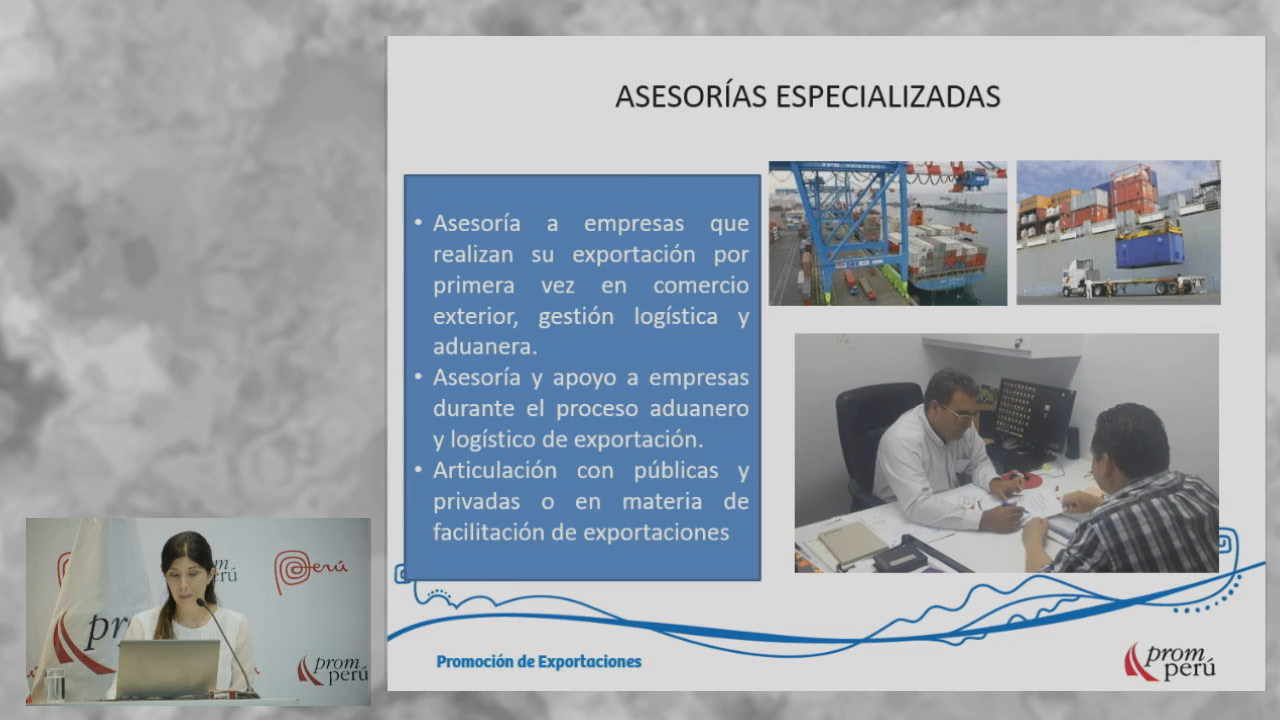 ASESORÍAS ESPECIALIZADAS
• Asesoría a empresas que
realizan su exportación por
primera vez en comercio
exterior, gestión logística y
aduanera.
• Asesoría y apoyo a empresas
durante el proceso aduanero
y logístico de exportación.
• Articulación con públicas y
privadas o en materia de
facilitación de exportaciones
Promoción de Exportaciones
prom
perú
Perú
pr
prom
perú